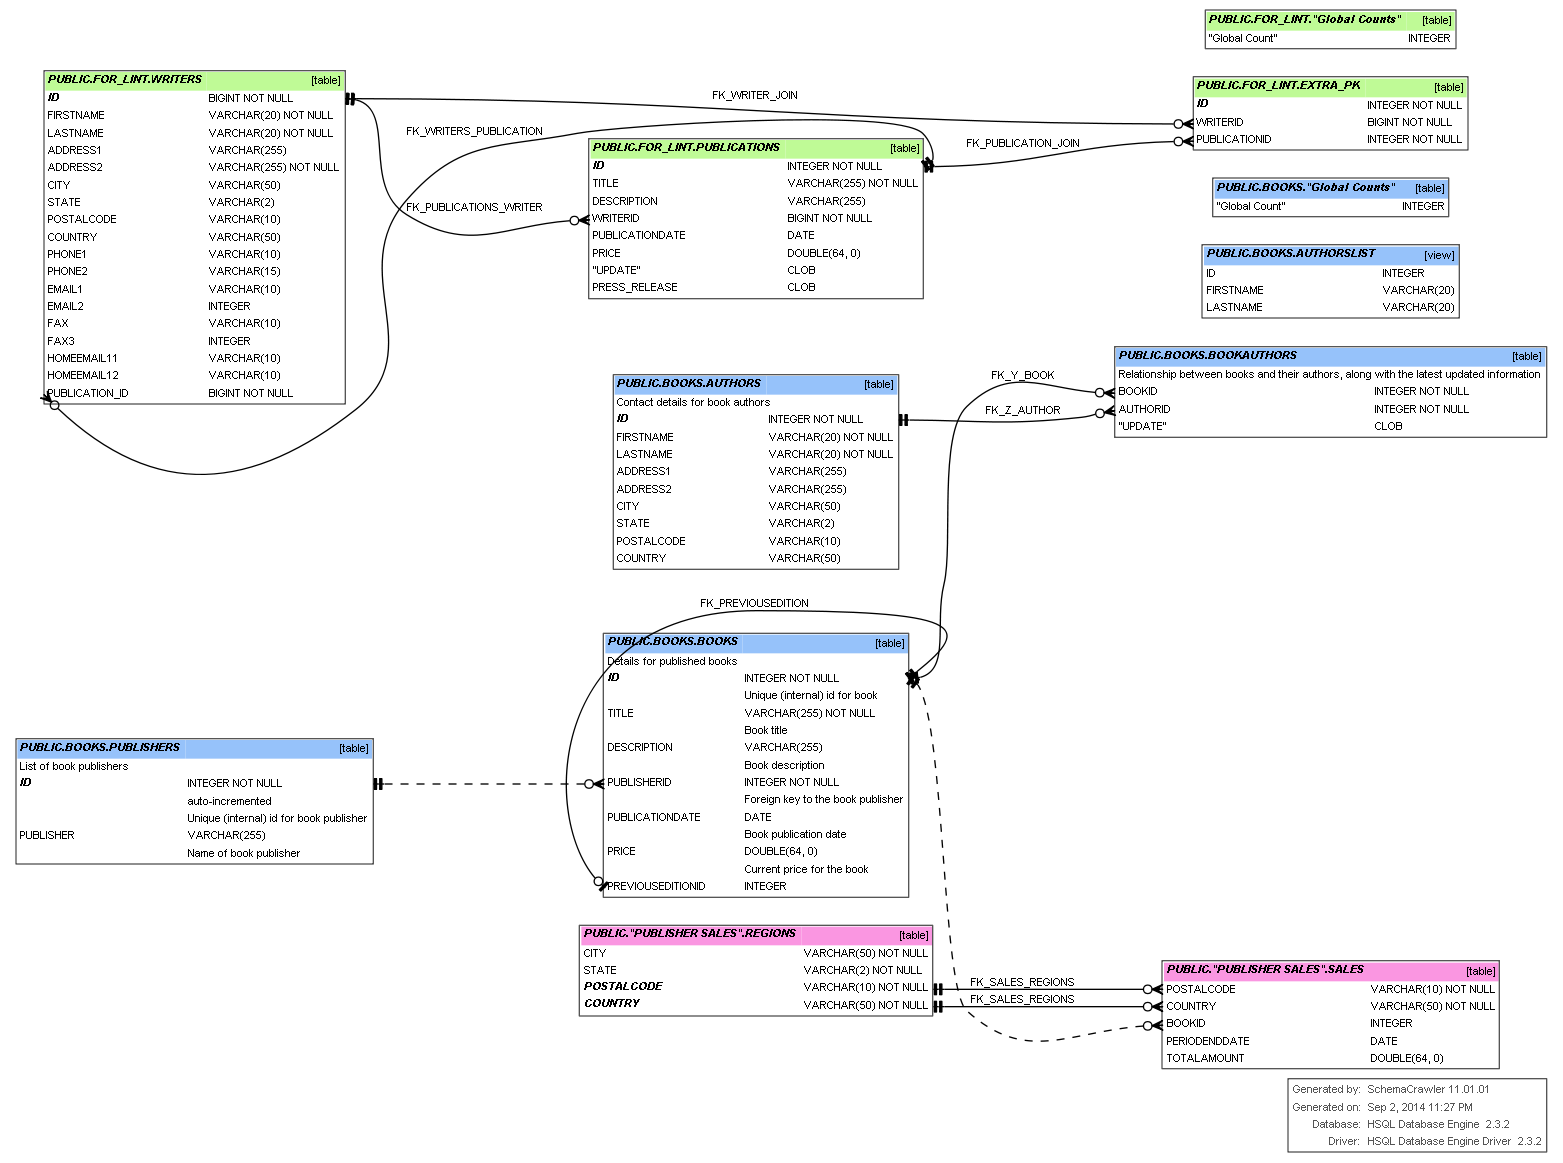 PUBLIC.FOR_LINT."Global Counts" [table]
"Global Count" INTEGER
PUBLIC.FOR_LINT.WRITERS [table]
ID BIGINT NOT NULL
FIRSTNAME VARCHAR(20) NOT NULL
LASTNAME VARCHAR(20) NOT NULL
ADDRESS1 VARCHAR(255)
ADDRESS2 VARCHAR(255) NOT NULL
CITY VARCHAR(50)
STATE VARCHAR(2)
POSTALCODE VARCHAR(10)
COUNTRY VARCHAR(50)
PHONE1 VARCHAR(10)
PHONE2 VARCHAR(15)
EMAIL1 VARCHAR(10)
EMAIL2 INTEGER
FAX VARCHAR(10)
FAX3 INTEGER
HOMEEMAIL11 VARCHAR(10)
HOMEEMAIL12 VARCHAR(10)
PUBLICATION_ID BIGINT NOT NULL
FK_WRITER_JOIN
FK_WRITERS_PUBLICATION
FK_PUBLICATIONS_WRITER
PUBLIC.FOR_LINT.PUBLICATIONS [table]
ID INTEGER NOT NULL
TITLE VARCHAR(255) NOT NULL
DESCRIPTION VARCHAR(255)
WRITERID BIGINT NOT NULL
PUBLICATIONDATE DATE
PRICE DOUBLE(64, 0)
"UPDATE" CLOB
PRESS_RELEASE CLOB
FK_PUBLICATION_JOIN
PUBLIC.FOR_LINT.EXTRA_PK [table]
ID INTEGER NOT NULL
WRITERID BIGINT NOT NULL
PUBLICATIONID INTEGER NOT NULL
PUBLIC.BOOKS."Global Counts" [table]
"Global Count" INTEGER
PUBLIC.BOOKS.AUTHORSLIST [view]
ID INTEGER
FIRSTNAME VARCHAR(20)
LASTNAME VARCHAR(20)
PUBLIC.BOOKS.AUTHORS [table]
Contact details for book authors
ID INTEGER NOT NULL
FIRSTNAME VARCHAR(20) NOT NULL
LASTNAME VARCHAR(20) NOT NULL
ADDRESS1 VARCHAR(255)
ADDRESS2 VARCHAR(255)
CITY VARCHAR(50)
STATE VARCHAR(2)
POSTALCODE VARCHAR(10)
COUNTRY VARCHAR(50)
FK_Y_BOOK
FK_Z_AUTHOR
PUBLIC.BOOKS.BOOKAUTHORS [table]
Relationship between books and their authors, along with the latest updated information
BOOKID INTEGER NOT NULL
AUTHORID INTEGER NOT NULL
"UPDATE" CLOB
FK_PREVIOUSEDITION
PUBLIC.BOOKS.BOOKS [table]
Details for published books
ID INTEGER NOT NULL
Unique (internal) id for book
TITLE VARCHAR(255) NOT NULL
Book title
DESCRIPTION VARCHAR(255)
Book description
PUBLISHERID INTEGER NOT NULL
Foreign key to the book publisher
PUBLICATIONDATE DATE
Book publication date
PRICE DOUBLE(64, 0)
Current price for the book
PREVIOUSEDITIONID INTEGER
PUBLIC.BOOKS.PUBLISHERS [table]
List of book publishers
ID INTEGER NOT NULL
auto-incremented
Unique (internal) id for book publisher
PUBLISHER VARCHAR(255)
Name of book publisher
PUBLIC."PUBLISHER SALES".REGIONS [table]
CITY VARCHAR(50) NOT NULL
STATE VARCHAR(2) NOT NULL
POSTALCODE VARCHAR(10) NOT NULL
COUNTRY VARCHAR(50) NOT NULL
FK_SALES_REGIONS
FK_SALES_REGIONS
PUBLIC."PUBLISHER SALES".SALES [table]
POSTALCODE VARCHAR(10) NOT NULL
COUNTRY VARCHAR(50) NOT NULL
BOOKID INTEGER
PERIODENDDATE DATE
TOTALAMOUNT DOUBLE(64, 0)
Generated by: SchemaCrawler 11.01.01
Generated on: Sep 2, 2014 11:27 PM
Database: HSQL Database Engine 2.3.2
Driver: HSQL Database Engine Driver 2.3.2